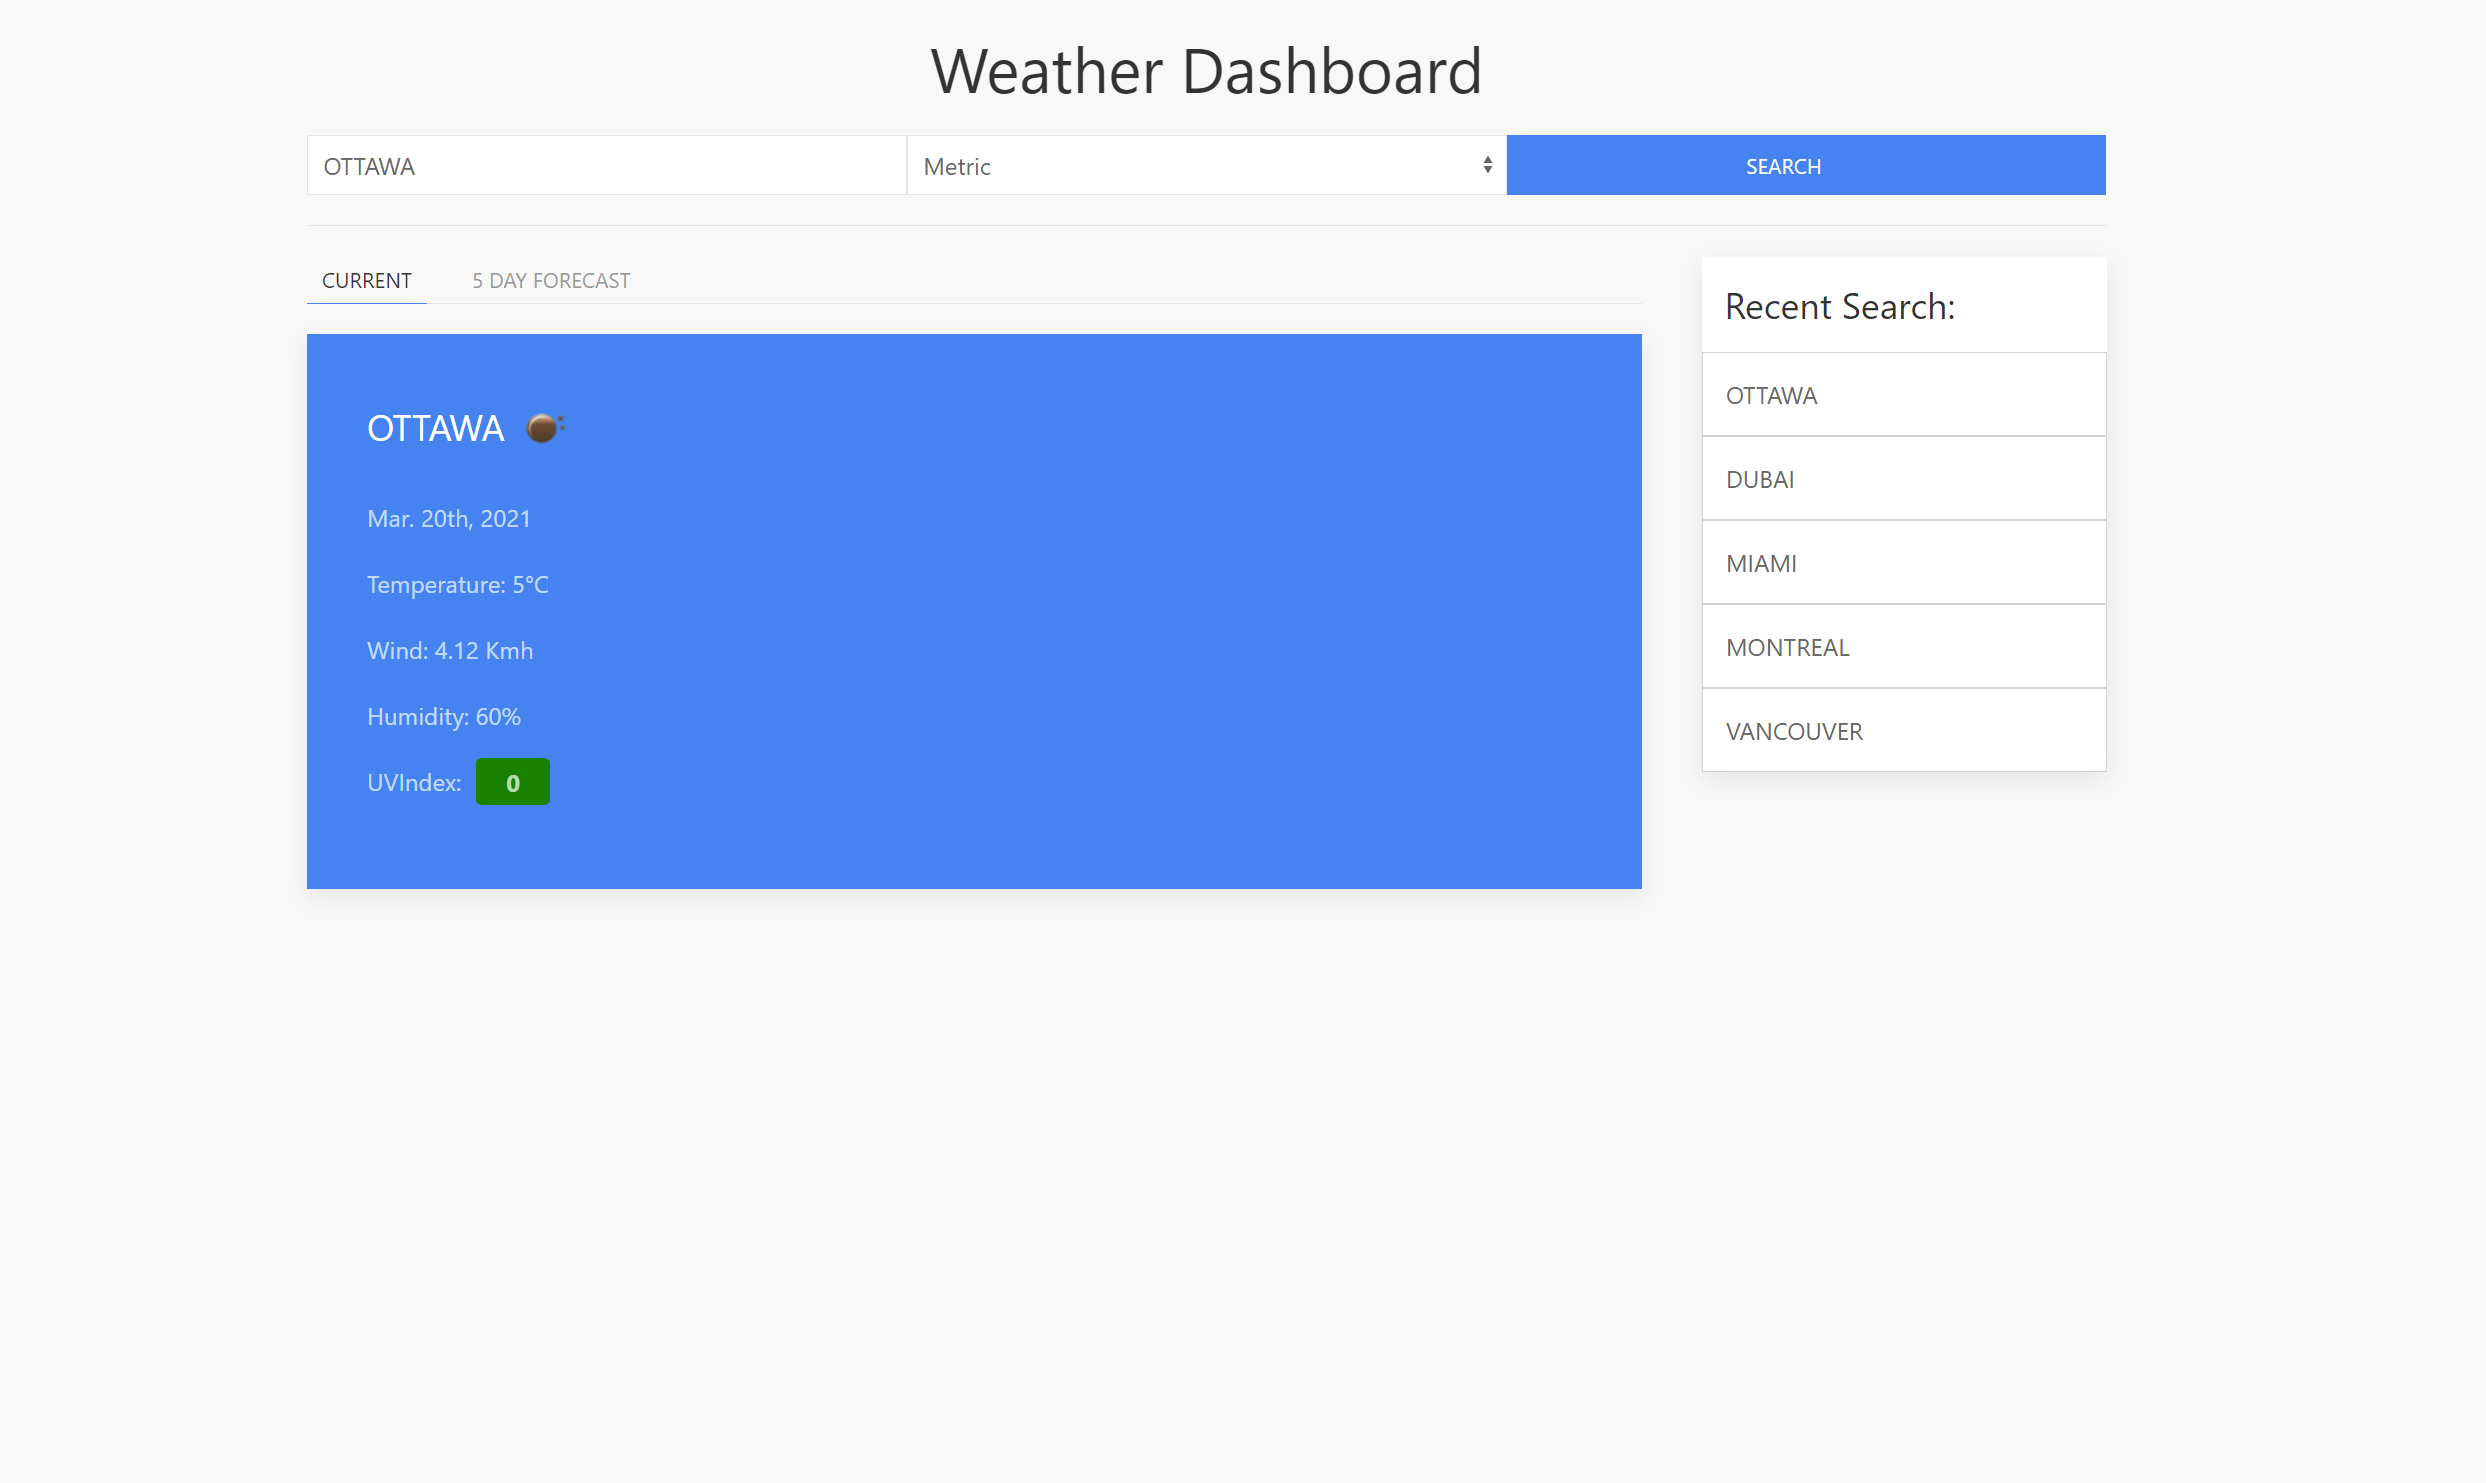 Weather Dashboard
OTTAWA
Metric
SEARCH
CURRENT
5 DAY FORECAST
OTTAWA
Mar. 20th, 2021
Temperature: 5°C
Wind: 4.12 Kmh
Humidity: 60%
UVIndex: 0
Recent Search:
OTTAWA
DUBAI
MIAMI
MONTREAL
VANCOUVER